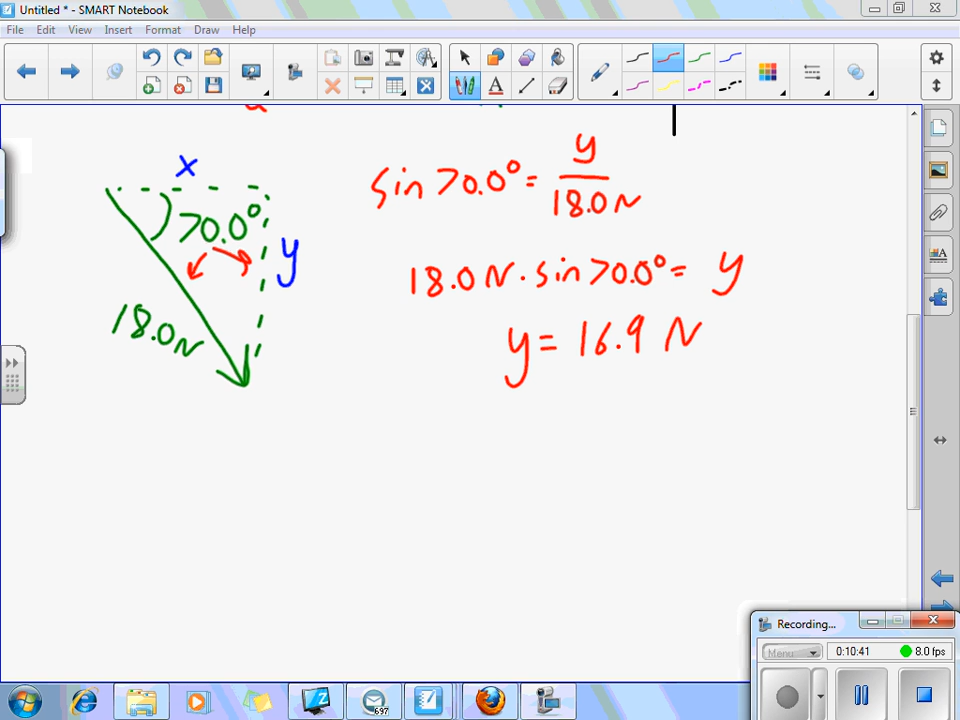 Untitled * - SMART Notebook
File Edit View Insert Format Draw Help
x
70.0°
y
18.0N
sin 70.0° = y / 18.0N
18.0 N · sin 70.0° = y
y = 16.9 N
Recording...
Menu
0:10:41
8.0 fps
697